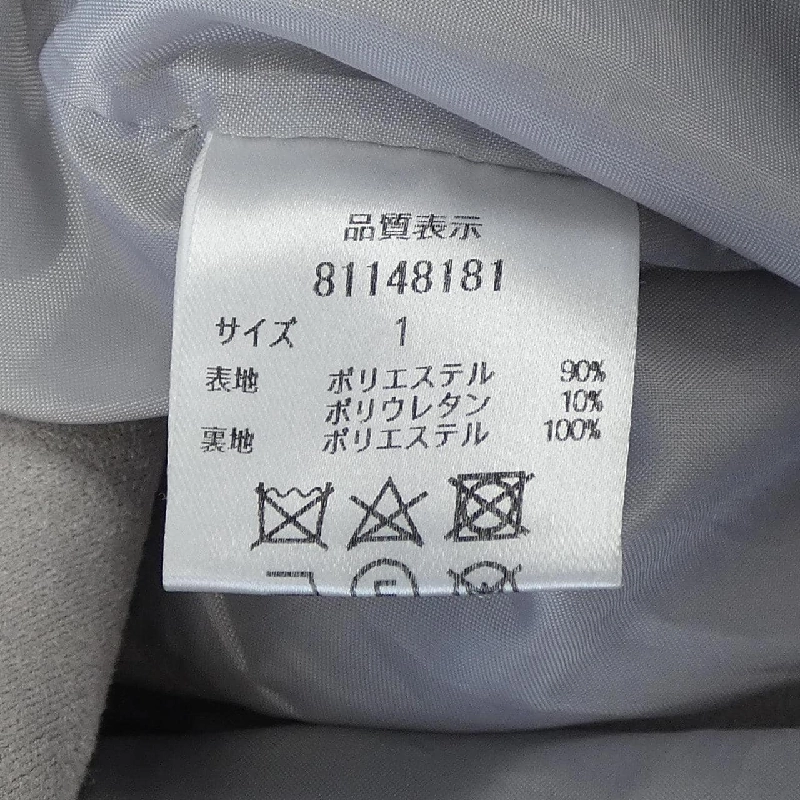 品質表示
81148181
サイズ 1
表地 ポリエステル 90%
ポリウレタン 10%
裏地 ポリエステル 100%